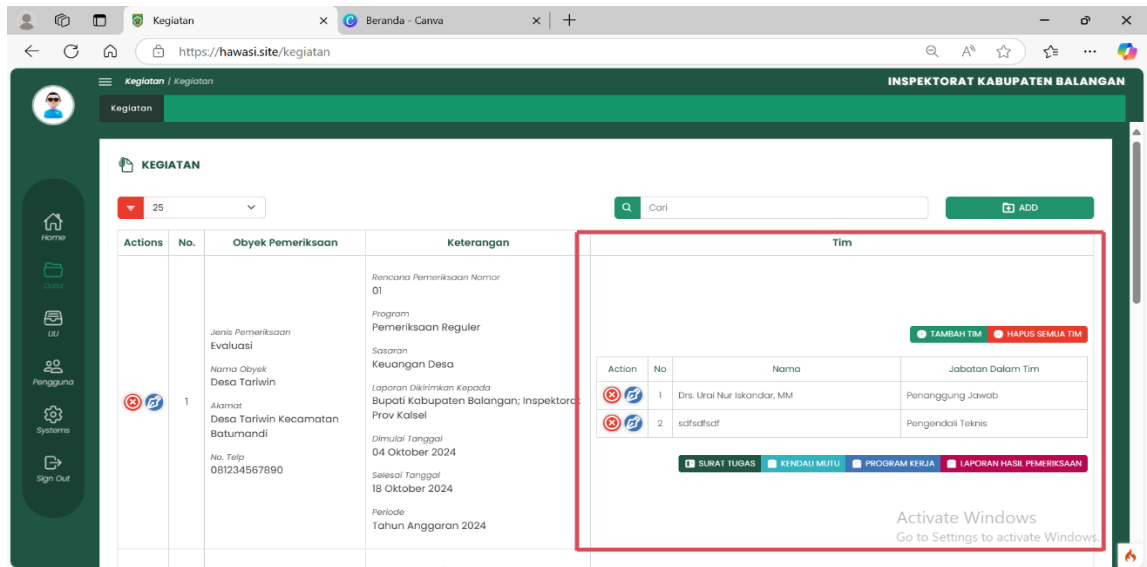 Kegiatan
Beranda - Canva
https://hawasi.site/kegiatan
Kegiatan | Kegiatan
INSPEKTORAT KABUPATEN BALANGAN
Kegiatan
KEGIATAN
25
Cari
ADD
Home
Data
UU
Pengguna
Systems
Sign Out
Actions No. Obyek Pemeriksaan Keterangan Tim
1
Jenis Pemeriksaan
Evaluasi
Nama Obyek
Desa Tariwin
Alamat
Desa Tariwin Kecamatan
Batumandi
No. Telp
081234567890
Rencana Pemeriksaan Nomor
01
Program
Pemeriksaan Reguler
Sasaran
Keuangan Desa
Laporan Dikirimkan Kepada
Bupati Kabupaten Balangan; Inspektorat
Prov Kalsel
Dimulai Tanggal
04 Oktober 2024
Selesai Tanggal
18 Oktober 2024
Periode
Tahun Anggaran 2024
TAMBAH TIM HAPUS SEMUA TIM
Action No Nama Jabatan Dalam Tim
1 Drs. Urai Nur Iskandar, MM Penanggung Jawab
2 sdfsdfsdf Pengendali Teknis
SURAT TUGAS KENDALI MUTU PROGRAM KERJA LAPORAN HASIL PEMERIKSAAN
Activate Windows
Go to Settings to activate Windows.